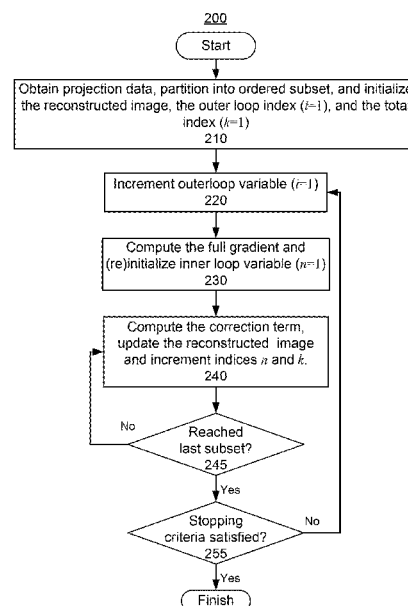 200
Start
Obtain projection data, partition into ordered subset, and initialize
the reconstructed image, the outer loop index (i=1), and the total
index (k=1)
210
Increment outerloop variable (i=1)
220
Compute the full gradient and
(re)initialize inner loop variable (n=1)
230
Compute the correction term,
update the reconstructed image
and increment indices n and k.
240
No
Reached
last subset?
245
Yes
Stopping
criteria satisfied?
255
No
Yes
Finish